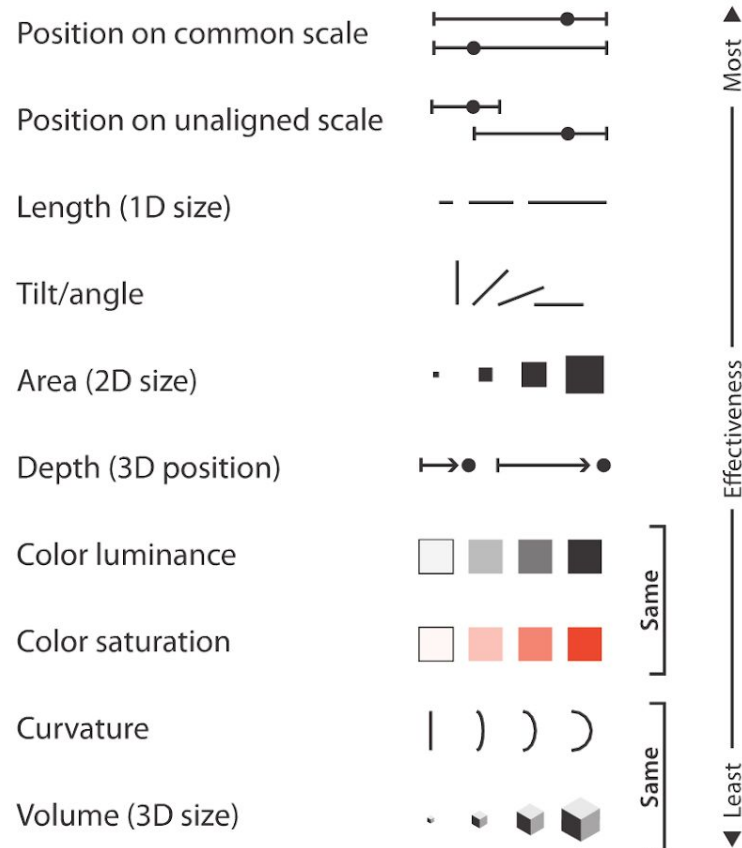 Position on common scale
Position on unaligned scale
Length (1D size)
Tilt/angle
Area (2D size)
Depth (3D position)
Color luminance
Color saturation
Curvature
Volume (3D size)
Same
Same
Most
Effectiveness
Least